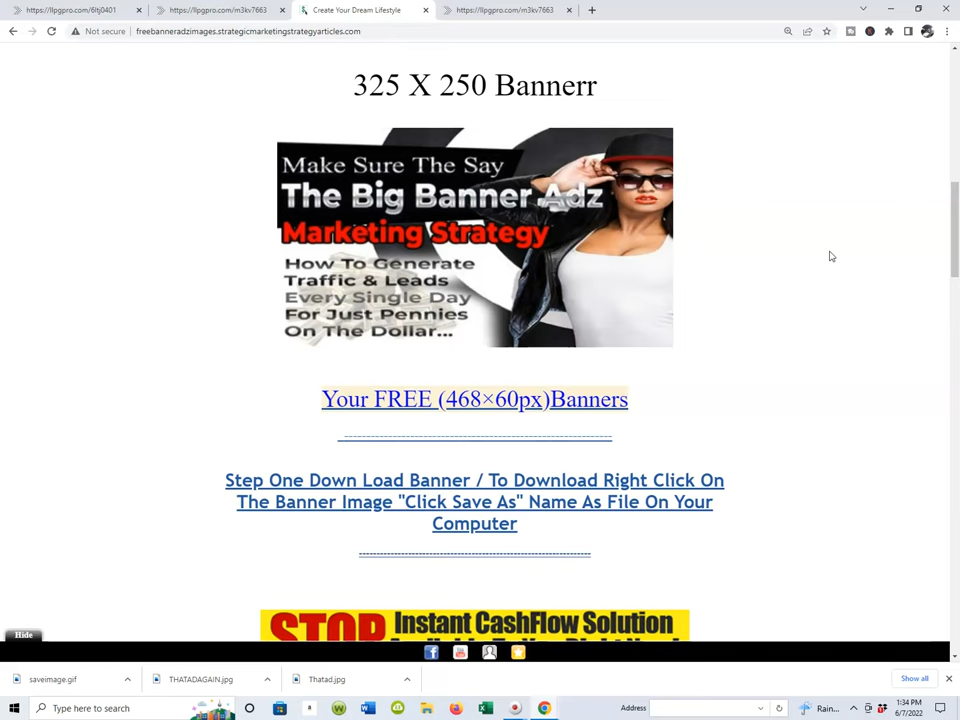 https://llpgpro.com/6ltj0401
https://llpgpro.com/m3kv7663
Create Your Dream Lifestyle
https://llpgpro.com/m3kv7663
Not secure
freebanneradzimages.strategicmarketingstrategyarticles.com
325 X 250 Bannerr
Make Sure The Say
The Big Banner Adz
Marketing Strategy
How To Generate
Traffic & Leads
Every Single Day
For Just Pennies
On The Dollar...
Your FREE (468×60px)Banners
Step One Down Load Banner / To Download Right Click On
The Banner Image "Click Save As" Name As File On Your
Computer
STOP Instant CashFlow Solution
Hide
saveimage.gif
THATADAGAIN.jpg
Thatad.jpg
Show all
Type here to search
Address
Rain...
1:34 PM
6/7/2022